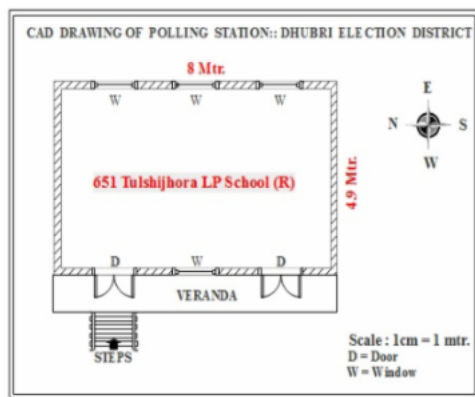 CAD DRAWING OF POLLING STATION:: DHUBRI ELECTION DISTRICT
8 Mtr.
W W W
E
N S
W
651 Tulshijhora LP School (R)
4.9 Mtr.
D W D
VERANDA
STEPS
Scale : 1cm = 1 mtr.
D = Door
W = Window